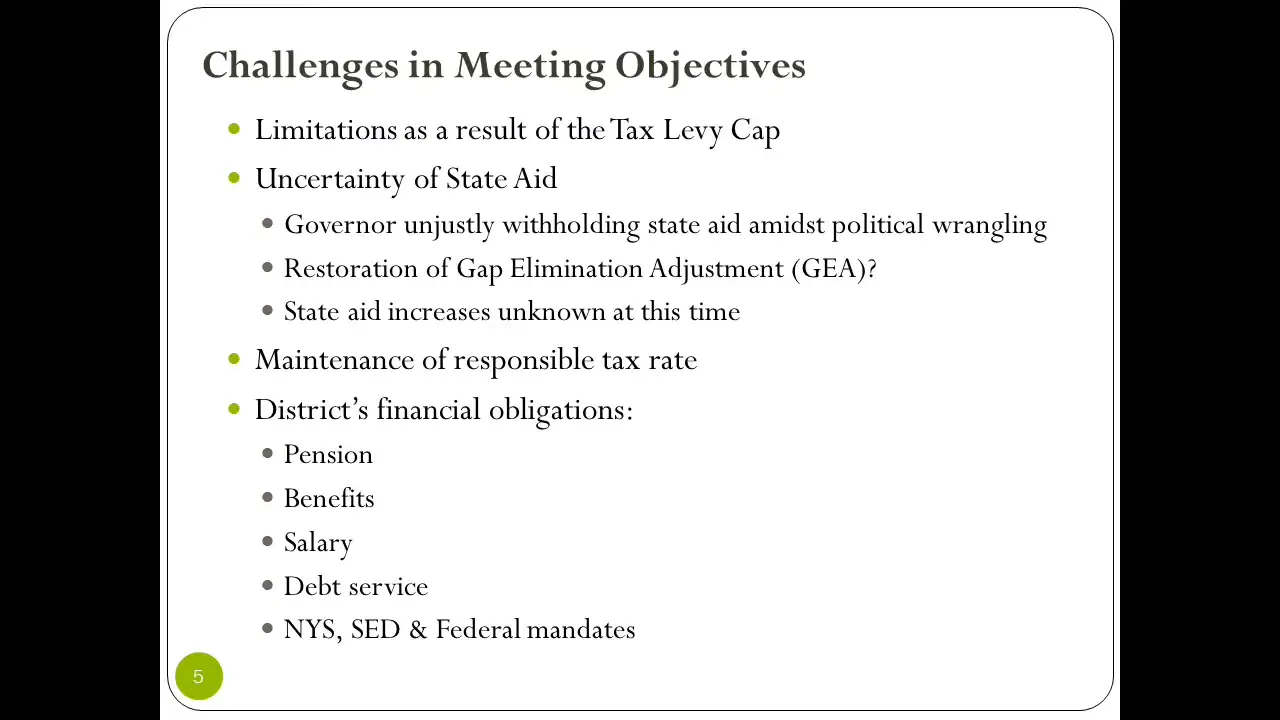 Challenges in Meeting Objectives
Limitations as a result of the Tax Levy Cap
Uncertainty of State Aid
Governor unjustly withholding state aid amidst political wrangling
Restoration of Gap Elimination Adjustment (GEA)?
State aid increases unknown at this time
Maintenance of responsible tax rate
District’s financial obligations:
Pension
Benefits
Salary
Debt service
NYS, SED & Federal mandates
5